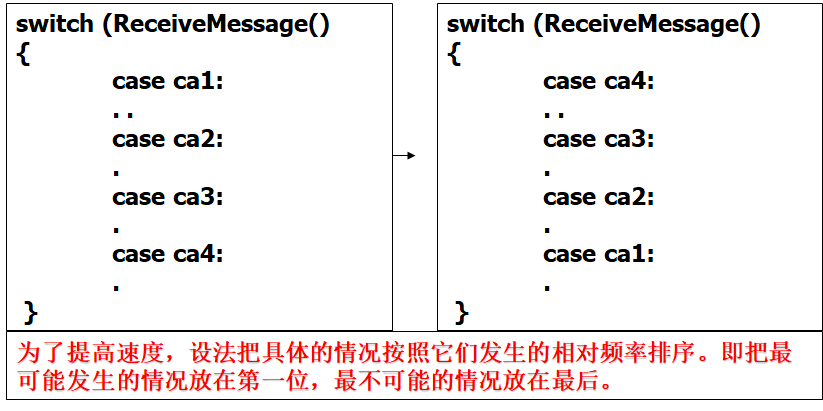 switch (ReceiveMessage()
{
case ca1:
. .
case ca2:
.
case ca3:
.
case ca4:
.
}
switch (ReceiveMessage()
{
case ca4:
. .
case ca3:
.
case ca2:
.
case ca1:
.
}
为了提高速度，设法把具体的情况按照它们发生的相对频率排序。即把最
可能发生的情况放在第一位，最不可能的情况放在最后。